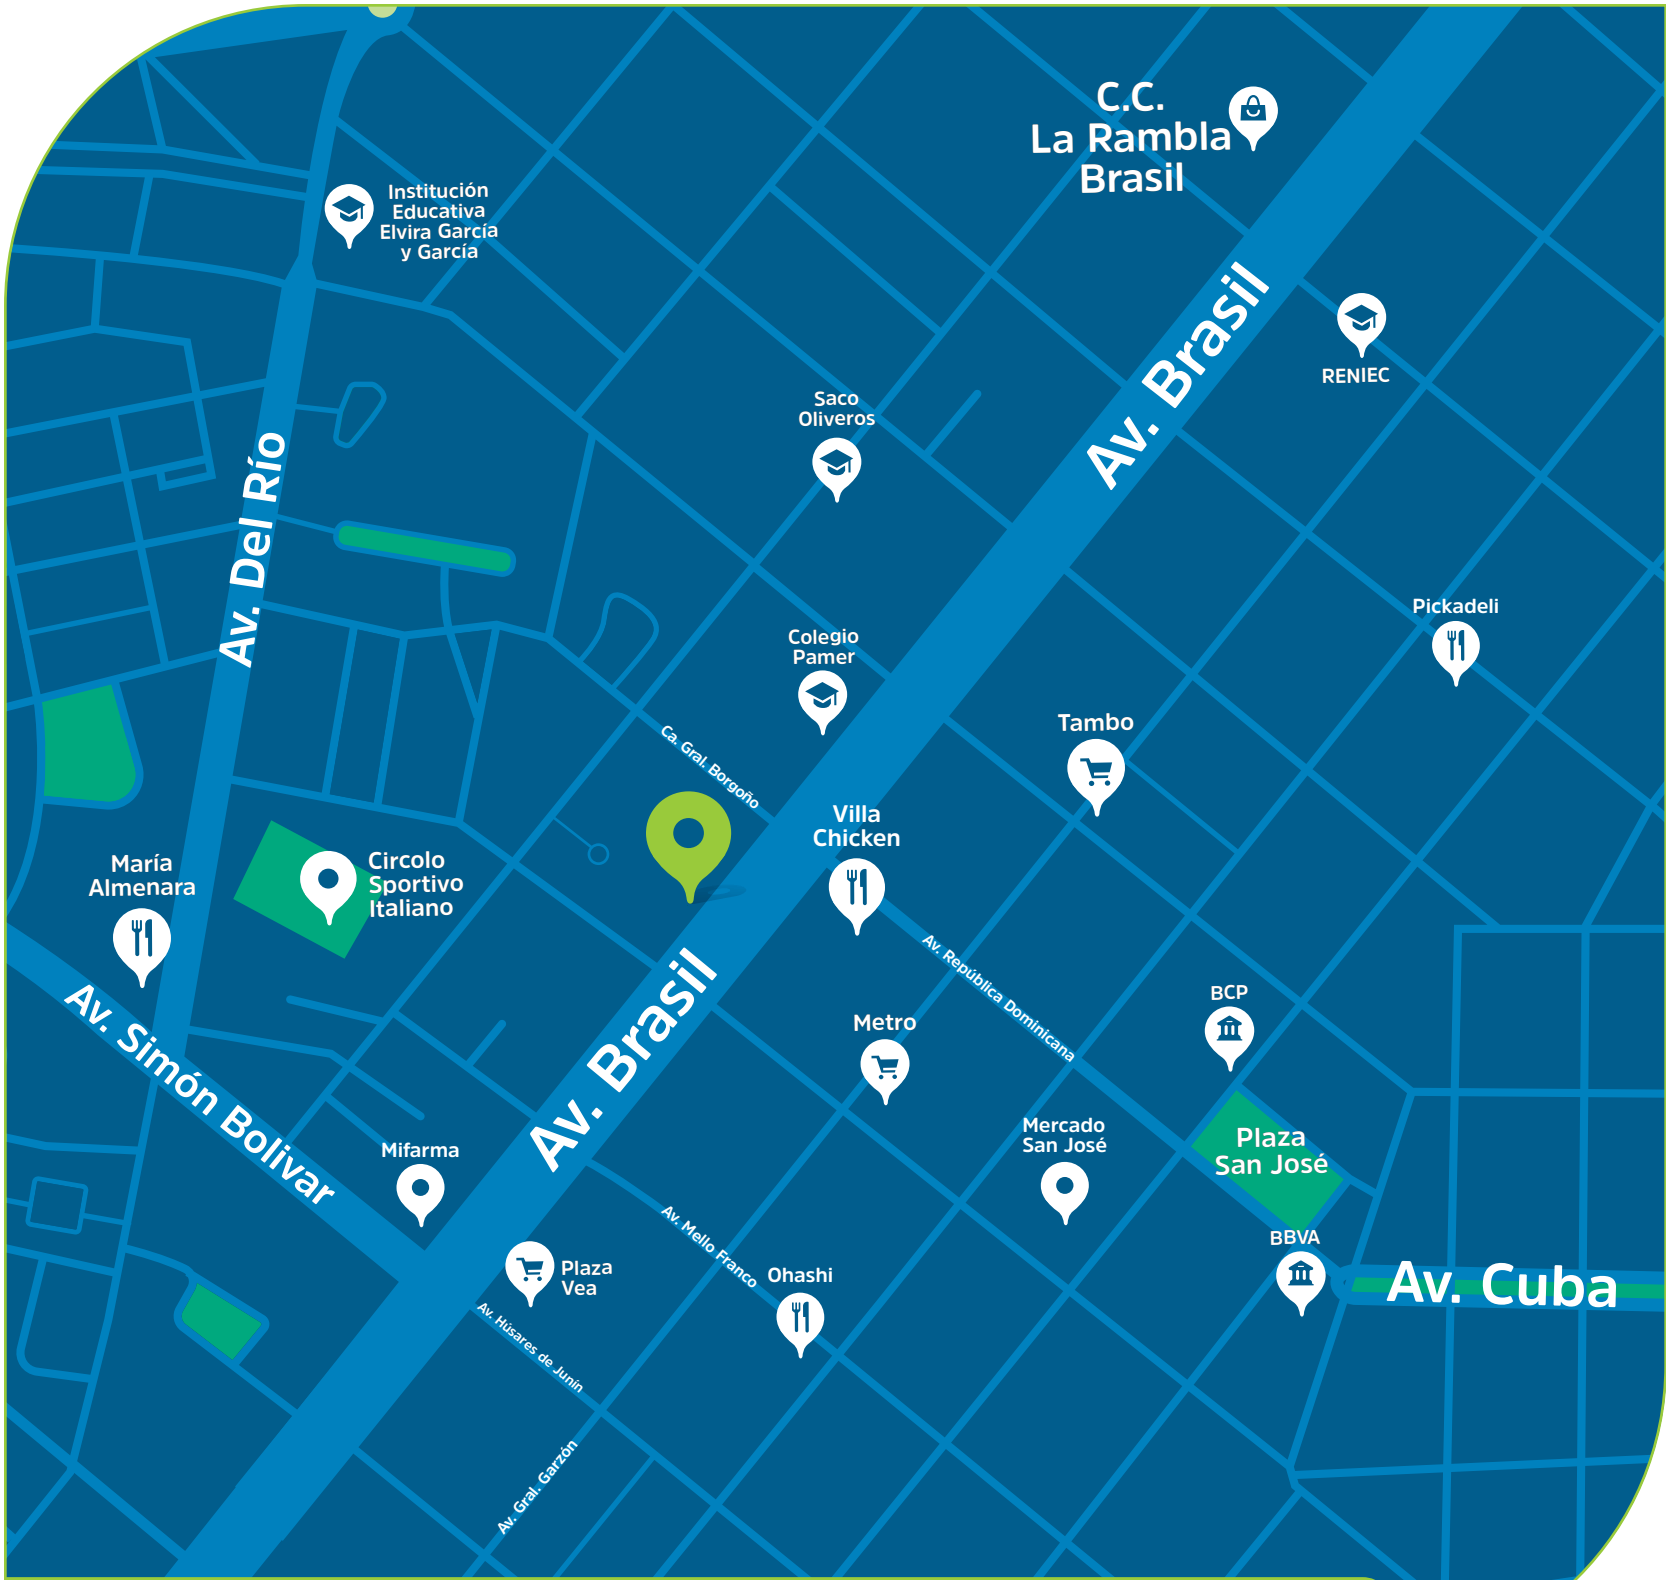 C.C.
La Rambla
Brasil
Institución
Educativa
Elvira García
y García
Av. Brasil
RENIEC
Saco
Oliveros
Av. Del Río
Pickadeli
Colegio
Pamer
Tambo
Ca. Gral. Borgoño
Villa
Chicken
María
Almenara
Circolo
Sportivo
Italiano
Av. República Dominicana
Av. Brasil
BCP
Metro
Av. Simón Bolivar
Mercado
San José
Plaza
San José
Mifarma
Av. Mello Franco
BBVA
Plaza
Vea
Ohashi
Av. Cuba
Av. Húsares de Junín
Av. Gral. Garzón